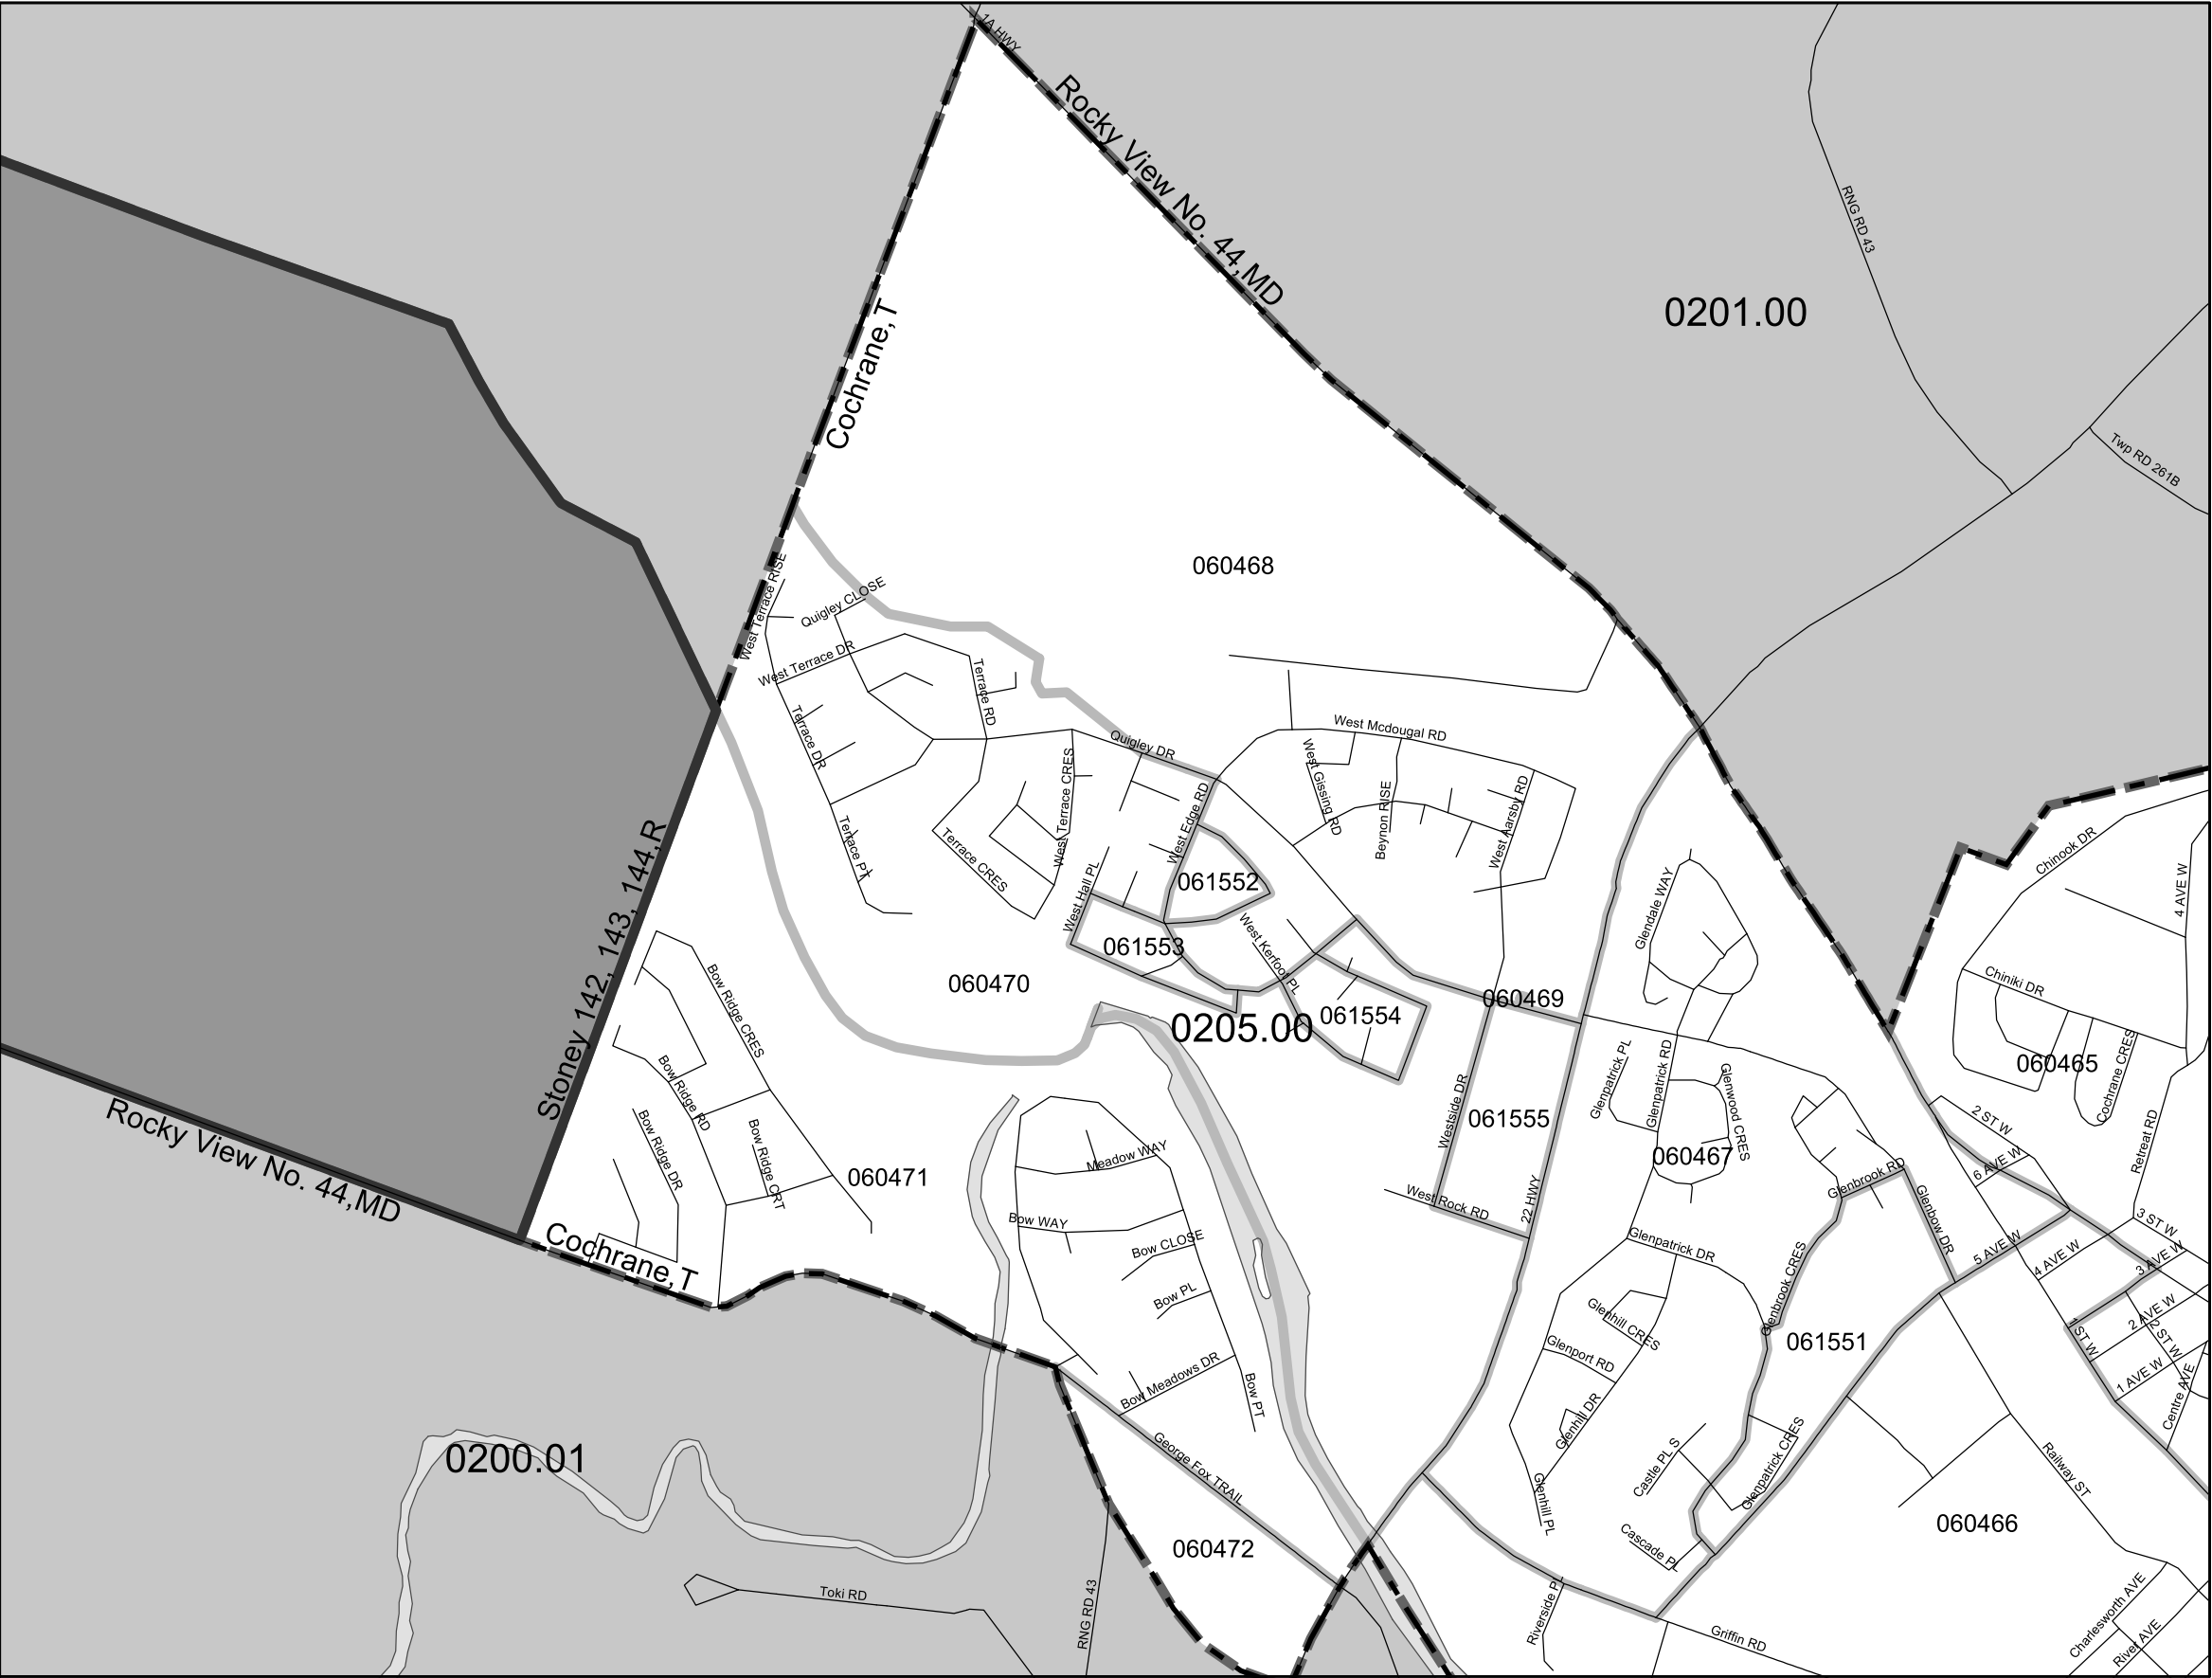 1A HWY
Rocky View No. 44,MD
RNG RD 43
0201.00
Cochrane,T
Twp RD 261B
060468
West Terrace RISE
Quigley CLOSE
West Terrace DR
Terrace RD
Terrace DR
Quigley DR
West Mcdougal RD
West Terrace CRES
West Gissing RD
Beynon RISE
West Aarsby RD
West Edge RD
Terrace PT
Terrace CRES
West Hall PL
061552
061553
West Kerfoot PL
Glendale WAY
Chinook DR
4 AVE W
Chiniki DR
Stoney 142, 143, 144,R
Bow Ridge CRES
060470
060469
061554
0205.00
Bow Ridge RD
Glenpatrick PL
Glenpatrick RD
Glenwood CRES
060465
Cochrane CRES
Rocky View No. 44,MD
Bow Ridge DR
Bow Ridge CRT
Meadow WAY
Westside DR
061555
2 ST W
Retreat RD
060471
060467
6 AVE W
Glenbrook RD
West Rock RD
22 HWY
Glenbow DR
Bow WAY
3 ST W
Cochrane,T
Bow CLOSE
Glenpatrick DR
5 AVE W
4 AVE W
3 AVE W
Bow PL
Glenbrook CRES
Glenhill CRES
061551
2 AVE W
1 ST W
2 ST W
Glenport RD
Bow Meadows DR
Bow PT
1 AVE W
Centre AVE
Glenhill DR
0200.01
George Fox TRAIL
Castle PL S
Glenpatrick CRES
Railway ST
Glenhill PL
060472
Cascade PL
060466
Toki RD
RNG RD 43
Riverside P
Griffin RD
Charlesworth AVE
River AVE